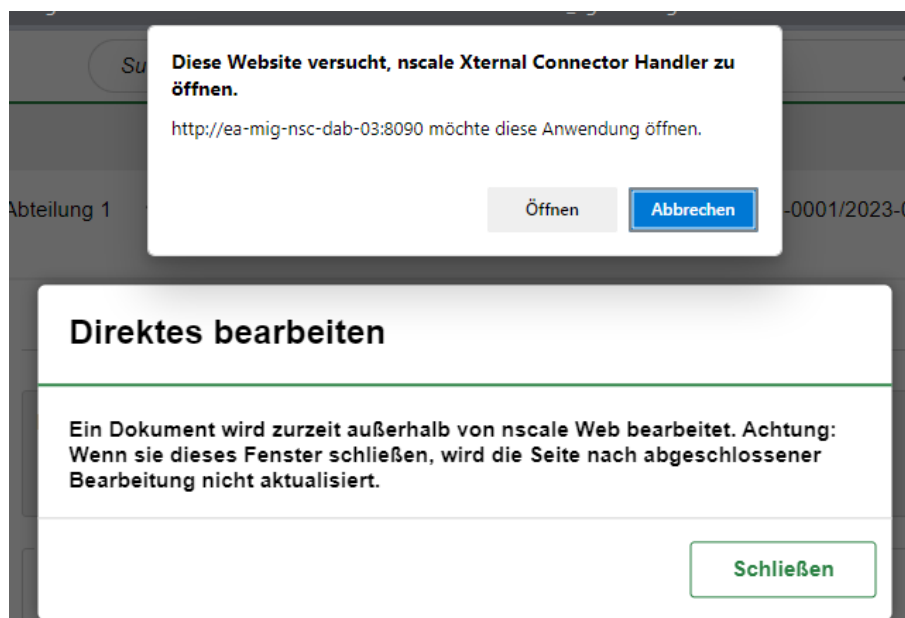 Su
Diese Website versucht, nscale Xternal Connector Handler zu
öffnen.
http://ea-mig-nsc-dab-03:8090 möchte diese Anwendung öffnen.
Abteilung 1
Öffnen
Abbrechen
-0001/2023-0
Direktes bearbeiten
Ein Dokument wird zurzeit außerhalb von nscale Web bearbeitet. Achtung:
Wenn sie dieses Fenster schließen, wird die Seite nach abgeschlossener
Bearbeitung nicht aktualisiert.
Schließen